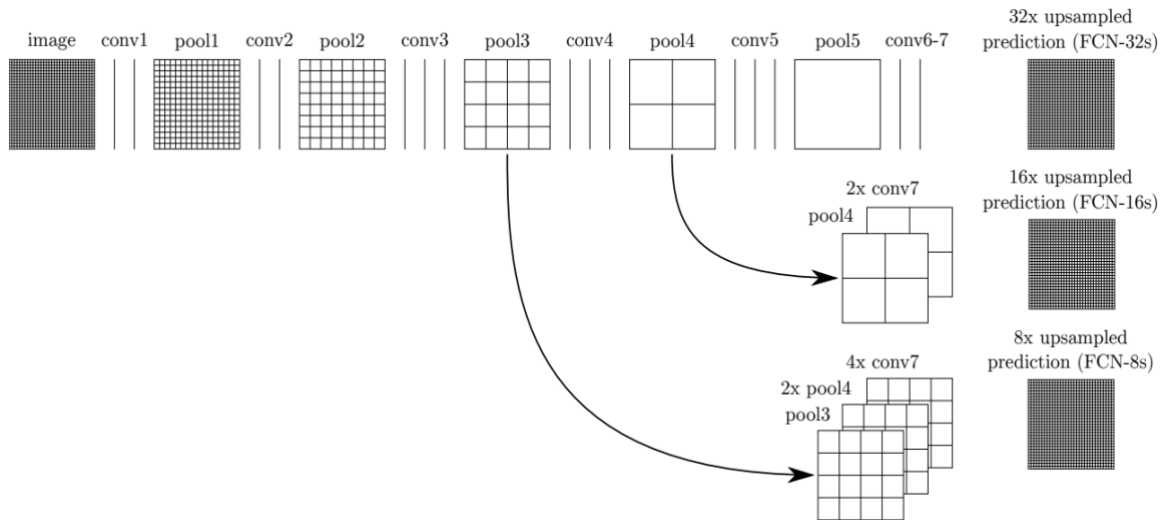 image conv1 pool1 conv2 pool2 conv3 pool3 conv4 pool4 conv5 pool5 conv6-7
32x upsampled
prediction (FCN-32s)
2x conv7
pool4
16x upsampled
prediction (FCN-16s)
4x conv7
2x pool4
pool3
8x upsampled
prediction (FCN-8s)